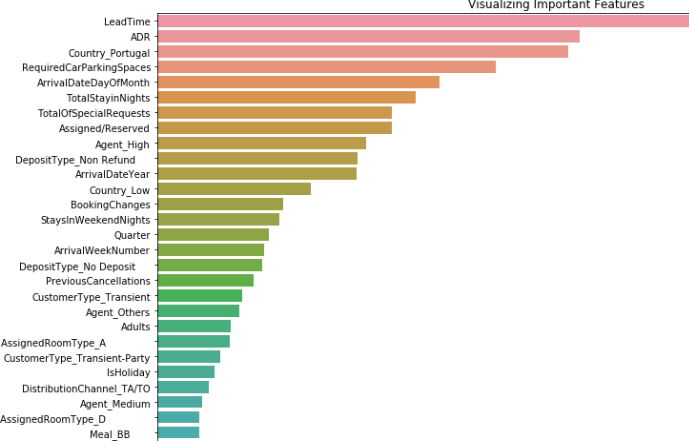 Visualizing Important Features
LeadTime
ADR
Country_Portugal
RequiredCarParkingSpaces
ArrivalDateDayOfMonth
TotalStayinNights
TotalOfSpecialRequests
Assigned/Reserved
Agent_High
DepositType_Non Refund
ArrivalDateYear
Country_Low
BookingChanges
StaysInWeekendNights
Quarter
ArrivalWeekNumber
DepositType_No Deposit
PreviousCancellations
CustomerType_Transient
Agent_Others
Adults
AssignedRoomType_A
CustomerType_Transient-Party
IsHoliday
DistributionChannel_TA/TO
Agent_Medium
AssignedRoomType_D
Meal_BB